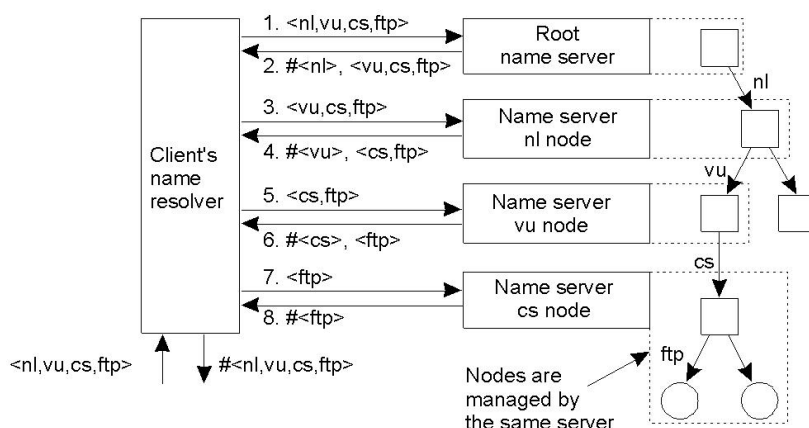 1. <nl,vu,cs,ftp>
Root
name server
2. #<nl>, <vu,cs,ftp>
nl
3. <vu,cs,ftp>
Name server
nl node
4. #<vu>, <cs,ftp>
Client's
name
resolver
vu
5. <cs,ftp>
Name server
vu node
6. #<cs>, <ftp>
cs
7. <ftp>
Name server
cs node
8. #<ftp>
ftp
<nl,vu,cs,ftp>
#<nl,vu,cs,ftp>
Nodes are
managed by
the same server